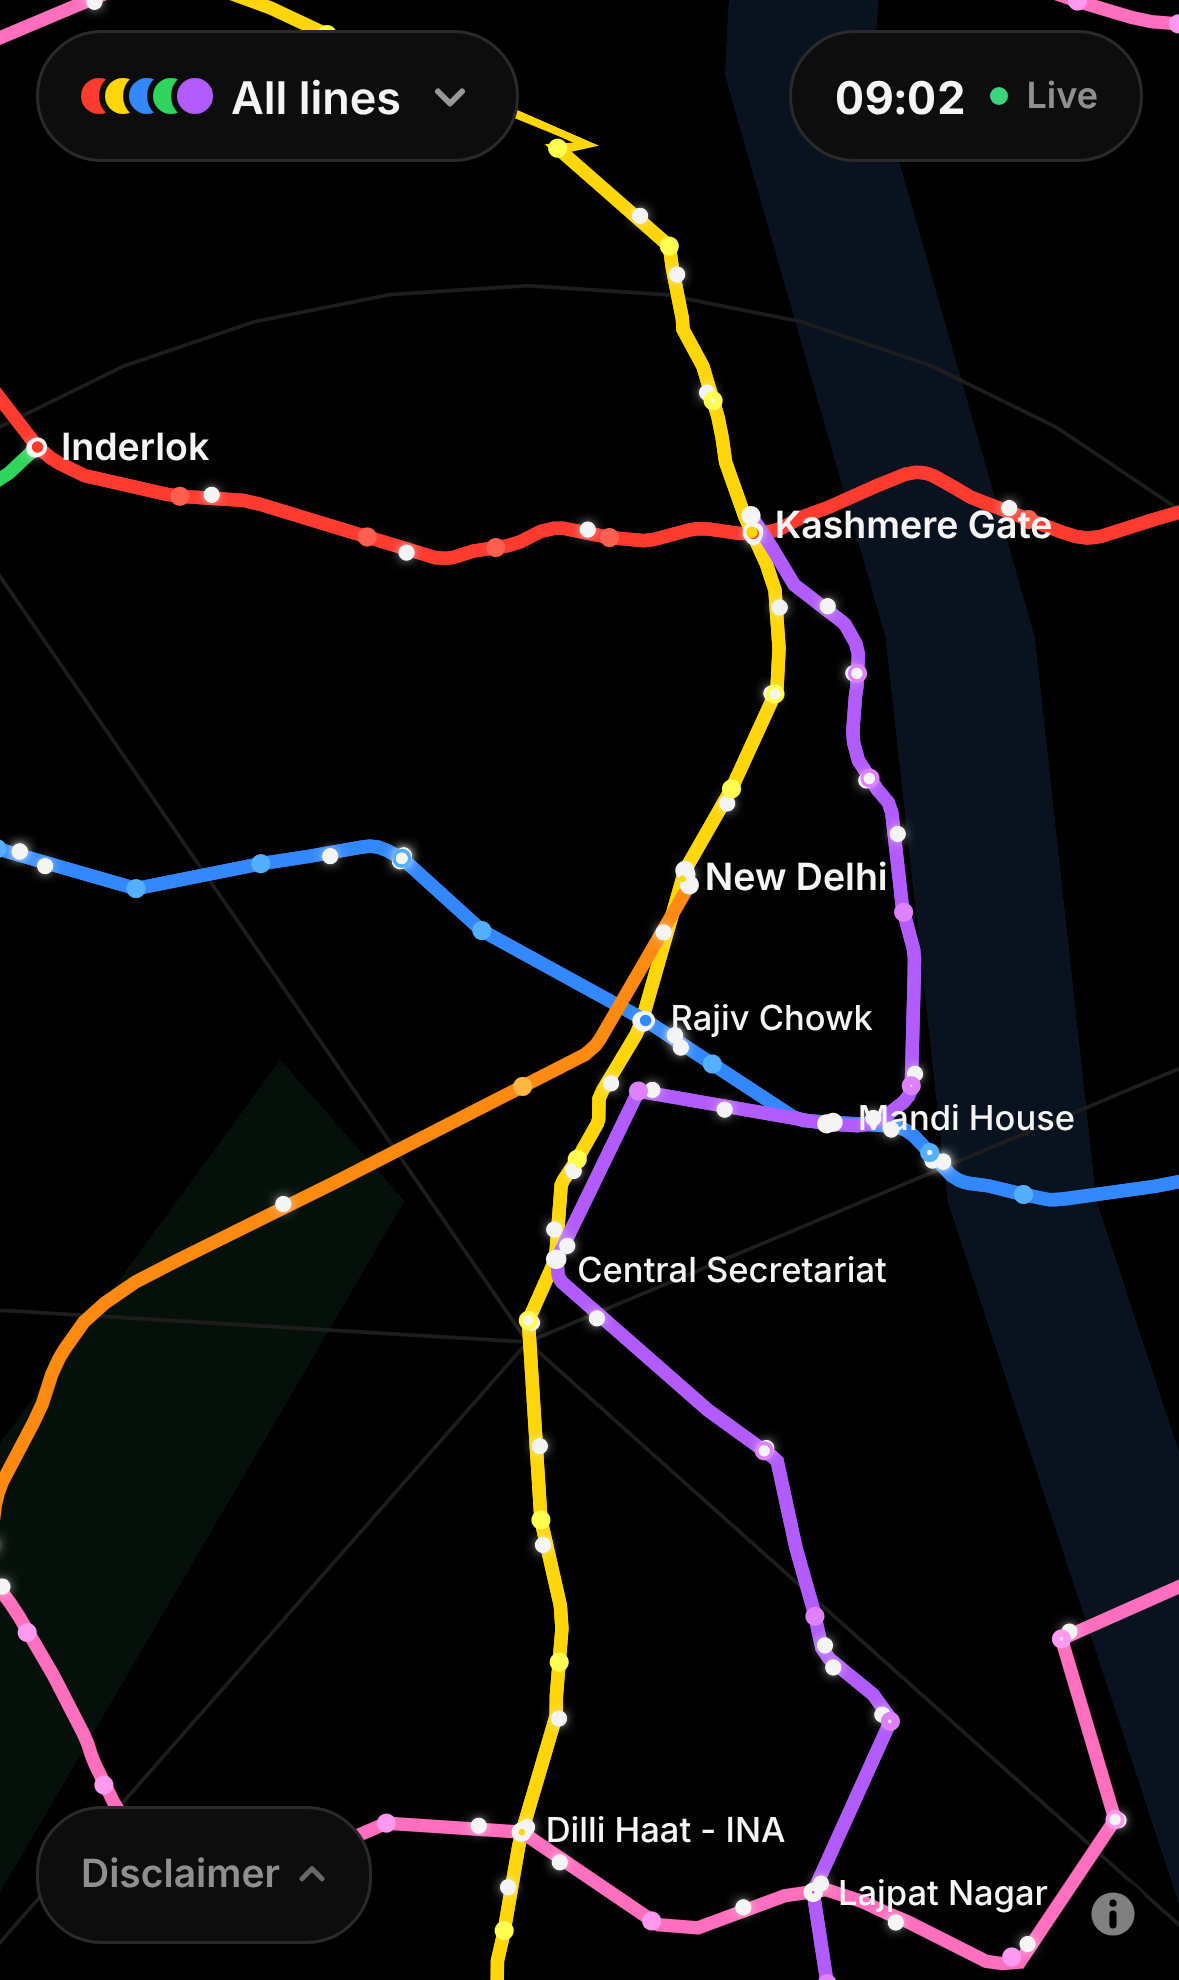 All lines
09:02 Live
Inderlok
Kashmere Gate
New Delhi
Rajiv Chowk
Mandi House
Central Secretariat
Dilli Haat - INA
Disclaimer
Lajpat Nagar